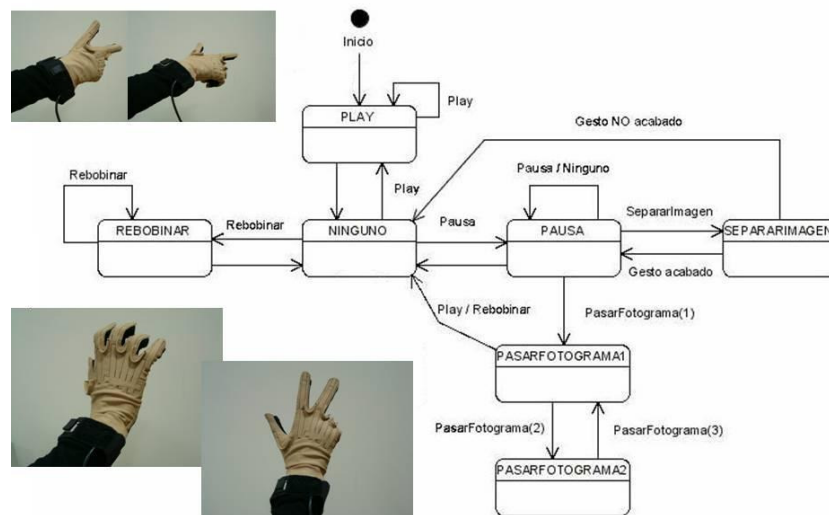 Inicio
PLAY
Play
Gesto NO acabado
Play
Pausa / Ninguno
Rebobinar
Rebobinar
Pausa
SepararImagen
REBOBINAR
NINGUNO
PAUSA
SEPARARIMAGEN
Gesto acabado
Play / Rebobinar
PasarFotograma(1)
PASARFOTOGRAMA1
PasarFotograma(2)
PasarFotograma(3)
PASARFOTOGRAMA2